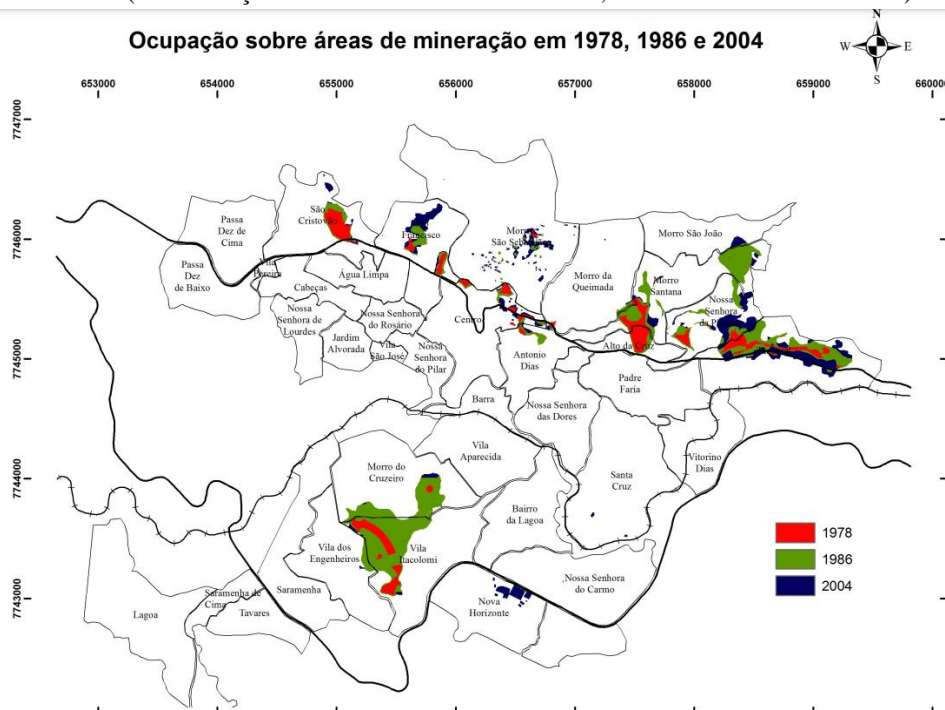 Ocupação sobre áreas de mineração em 1978, 1986 e 2004
N
W E
S
653000 654000 655000 656000 657000 658000 659000
7747000
7746000
7745000
7744000
7743000
Passa
Dez de
Cima
São
Cristovão
Francisco
Morro
São Sebastião
Morro São João
Passa
Dez
de Baixo
Vila
Pereira
Água Limpa
Cabeças
Morro da
Queimada
Morro
Santana
Nossa
Senhora
da
Nossa
Senhora de
Lourdes
Nossa Senhora
do Rosário
Centro
Jardim
Alvorada
Vila
São José
Nossa
Senhora
do Pilar
Antonio
Dias
Alto da Cruz
Padre
Faria
Barra
Nossa Senhora
das Dores
Vila
Aparecida
Morro do
Cruzeiro
Santa
Cruz
Vitorino
Dias
Bairro
da Lagoa
Vila dos
Engenheiros
Vila
Itacolomi
Nossa Senhora
do Carmo
Nova
Horizonte
Saramenha
Saramenha de
Cima
Tavares
Lagoa
1978
1986
2004